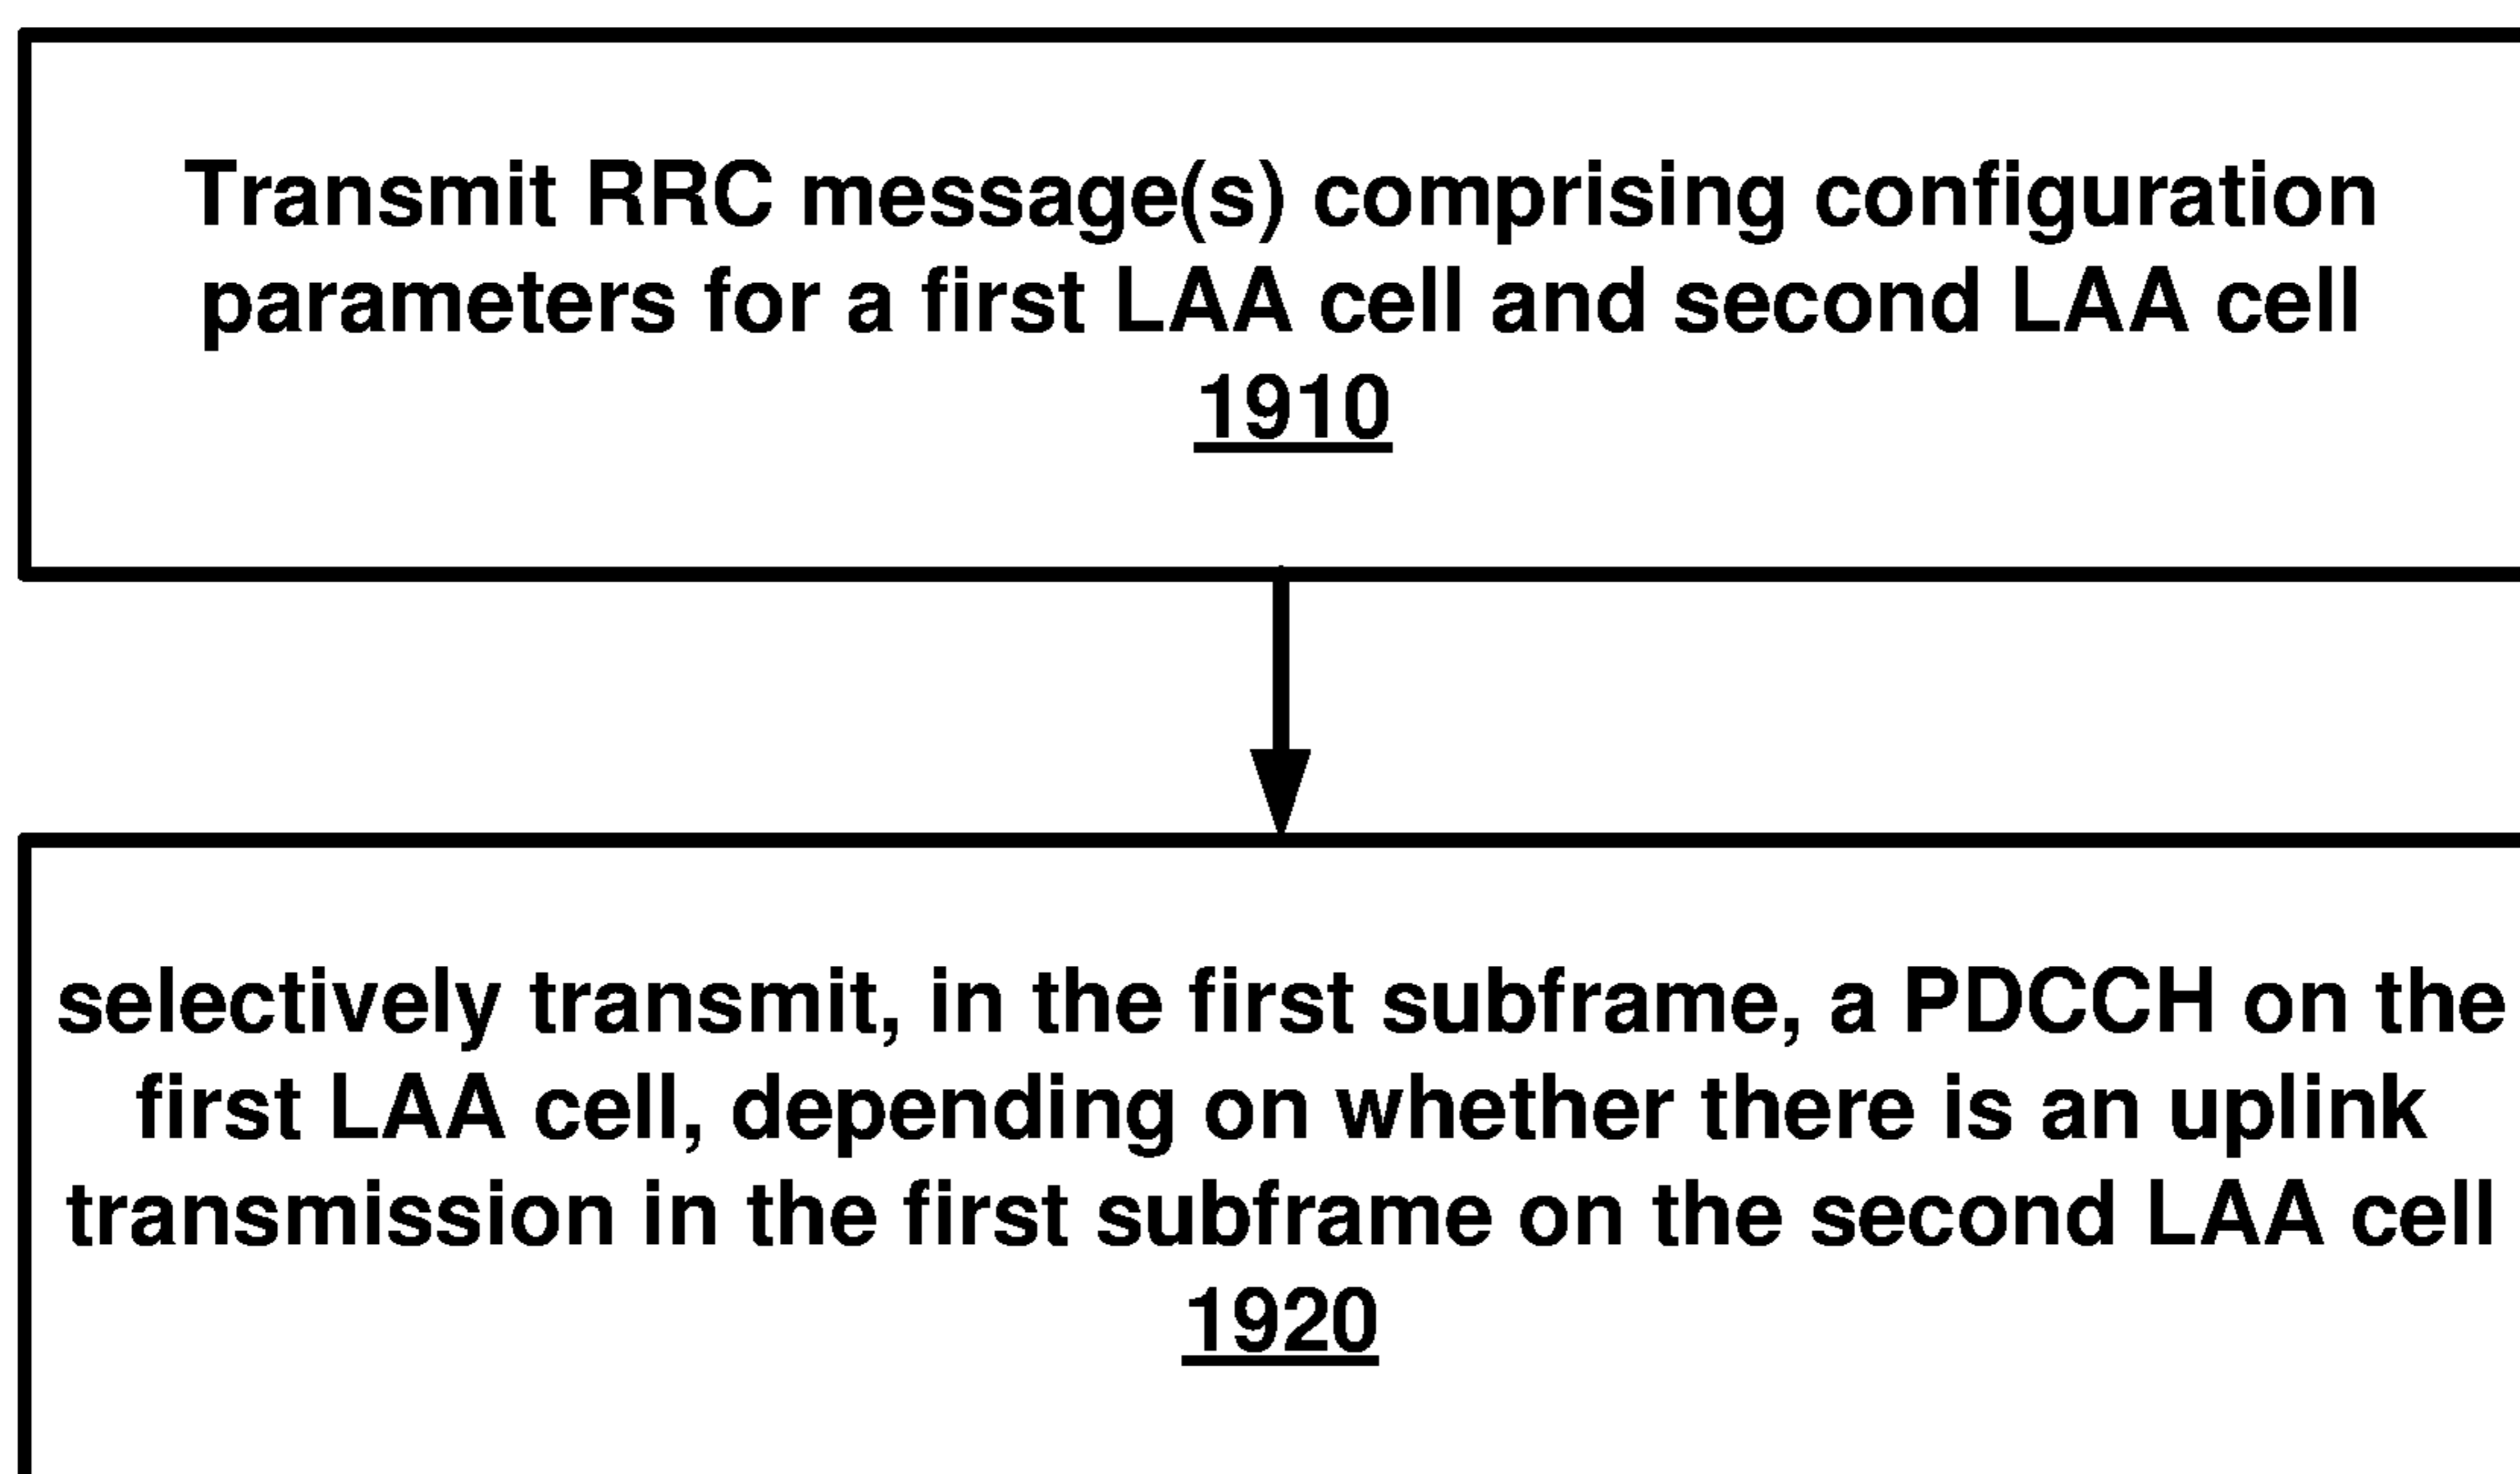 Transmit RRC message(s) comprising configuration
parameters for a first LAA cell and second LAA cell
1910
selectively transmit, in the first subframe, a PDCCH on the
first LAA cell, depending on whether there is an uplink
transmission in the first subframe on the second LAA cell
1920